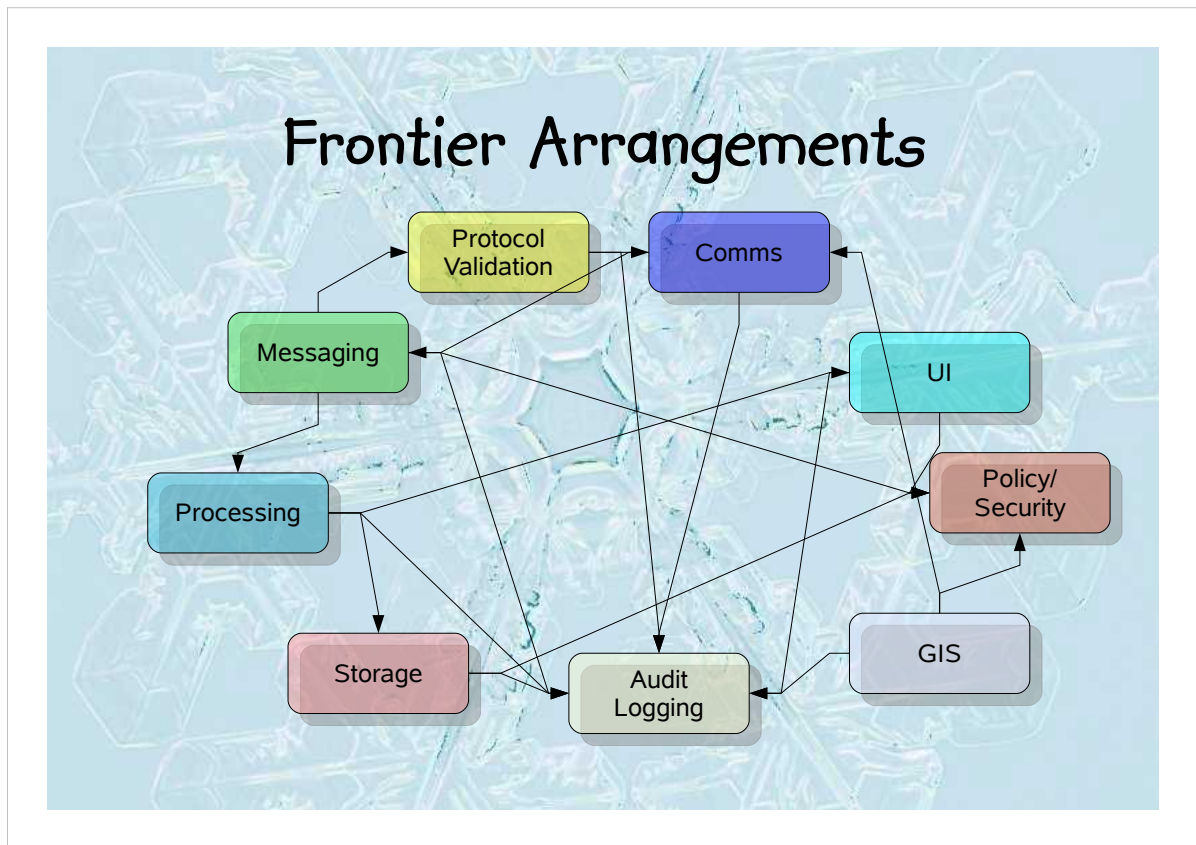 Frontier Arrangements
Protocol
Validation
Comms
Messaging
UI
Policy/
Security
Processing
GIS
Storage
Audit
Logging